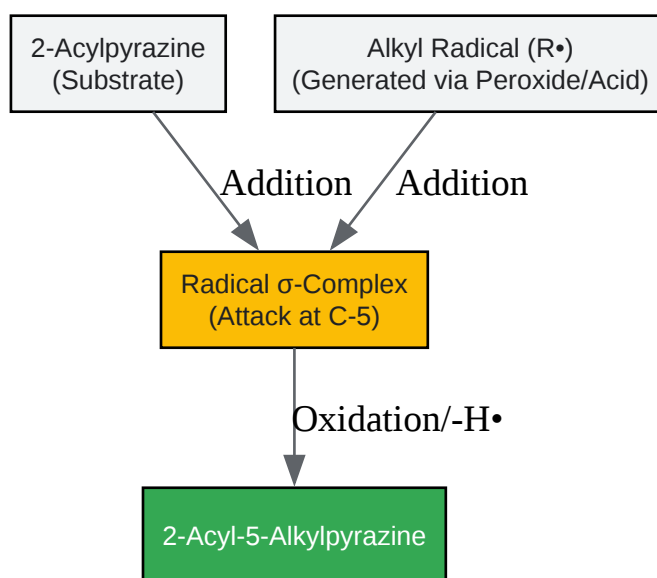 2-Acylpyrazine
(Substrate)
Alkyl Radical (R•)
(Generated via Peroxide/Acid)
Addition
Addition
Radical σ-Complex
(Attack at C-5)
Oxidation/-H•
2-Acyl-5-Alkylpyrazine